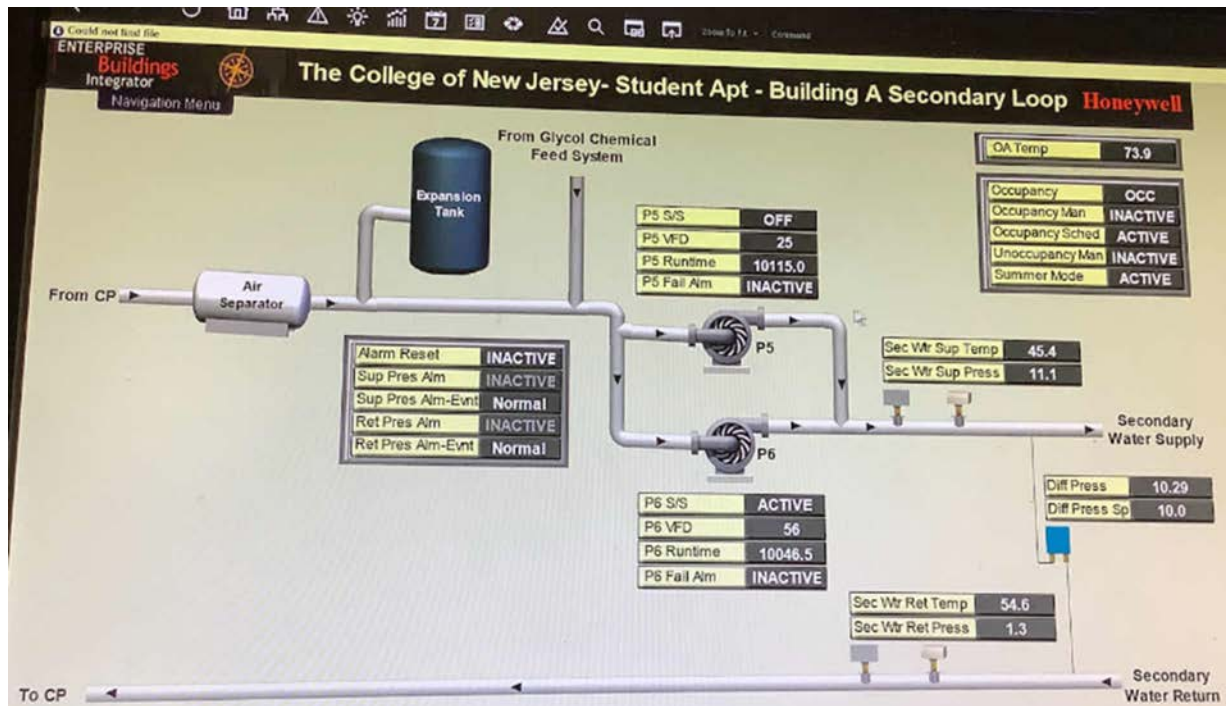 Could not find file
ENTERPRISE
Buildings
Integrator
Navigation Menu
The College of New Jersey- Student Apt - Building A Secondary Loop
Honeywell
7
Zoom To Fit
Command
From Glycol Chemical
Feed System
Expansion
Tank
OA Temp 73.9
Occupancy OCC
Occupancy Man INACTIVE
Occupancy Sched ACTIVE
Unoccupancy Man INACTIVE
Summer Mode ACTIVE
P5 S/S OFF
P5 VFD 25
P5 Runtime 10115.0
P5 Fail Alm INACTIVE
From CP
Air
Separator
P5
Alarm Reset INACTIVE
Sup Pres Alm INACTIVE
Sup Pres Alm-Evnt Normal
Ret Pres Alm INACTIVE
Ret Pres Alm-Evnt Normal
Sec Wtr Sup Temp 45.4
Sec Wtr Sup Press 11.1
P6
Secondary
Water Supply
P6 S/S ACTIVE
P6 VFD 56
P6 Runtime 10046.5
P6 Fail Alm INACTIVE
Diff Press 10.29
Diff Press Sp 10.0
Sec Wtr Ret Temp 54.6
Sec Wtr Ret Press 1.3
To CP
Secondary
Water Return